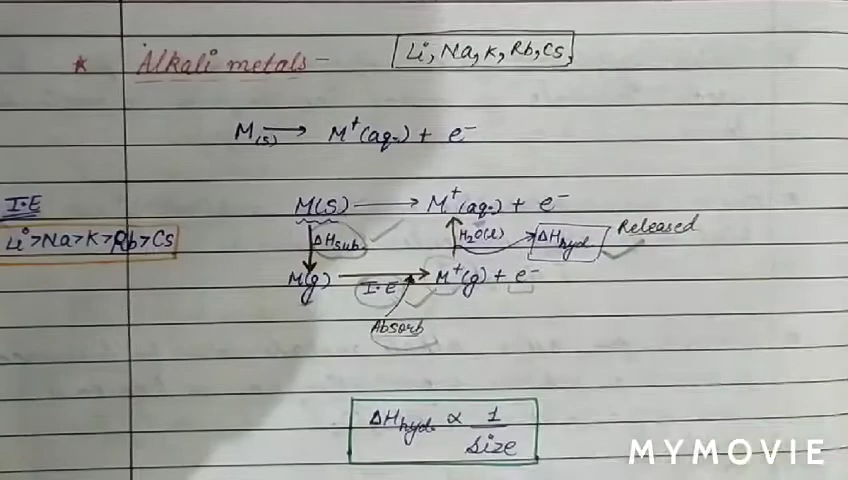 * Alkali metals - Li, Na, K, Rb, Cs,
M(s) → M⁺(aq.) + e⁻
I.E
M(S) → M⁺(aq.) + e⁻
Li>Na>K>Rb>Cs
ΔHsub
H₂O(l)
ΔHhyd
Released
M(g) → M⁺(g) + e⁻
I.E
Absorb
ΔHhyd. ∝ 1/size
MYMOVIE